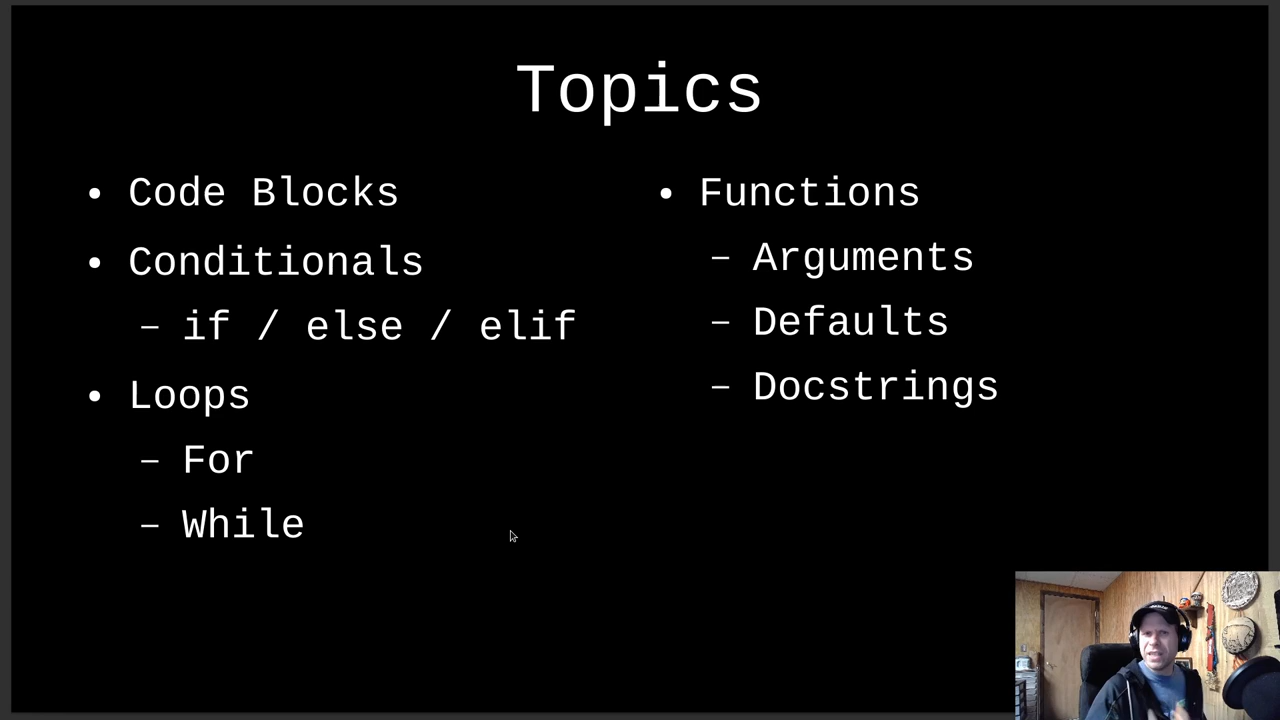 Topics
• Code Blocks
• Conditionals
– if / else / elif
• Loops
– For
– While
• Functions
– Arguments
– Defaults
– Docstrings